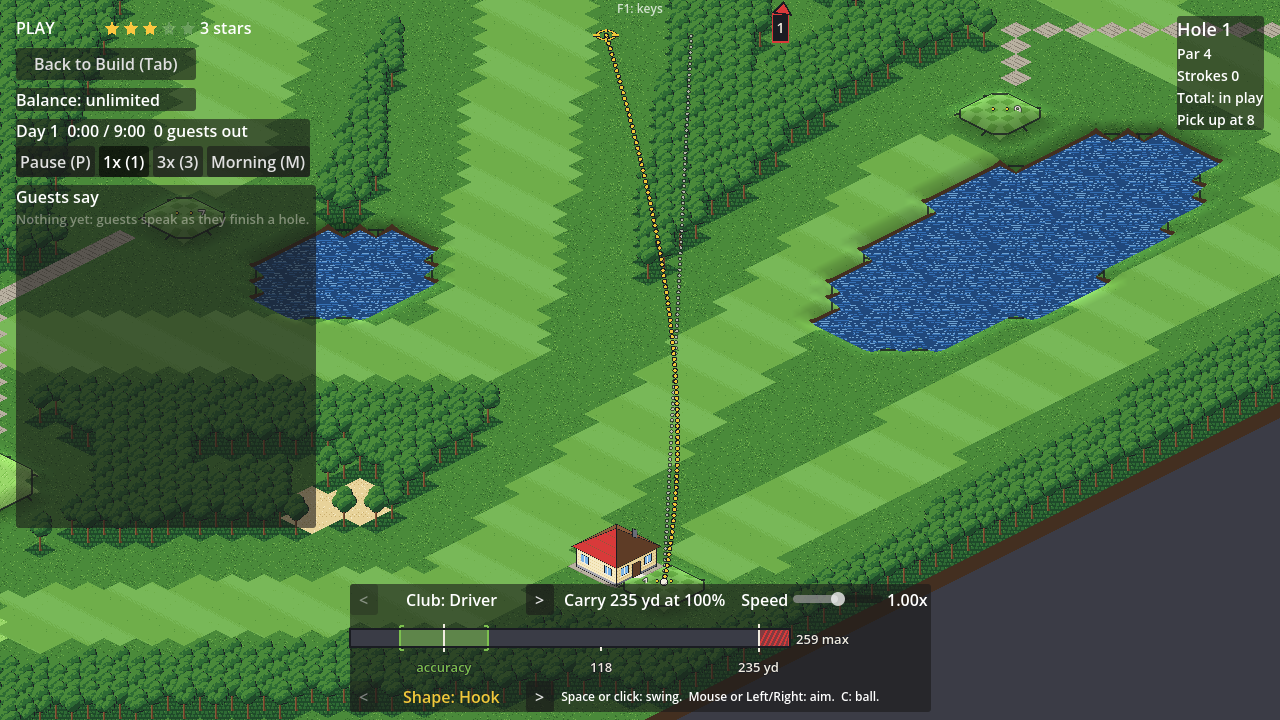 F1: keys
PLAY 3 stars
Back to Build (Tab)
Balance: unlimited
Day 1 0:00 / 9:00 0 guests out
Pause (P) 1x (1) 3x (3) Morning (M)
Guests say
Nothing yet: guests speak as they finish a hole.
1
Hole 1
Par 4
Strokes 0
Total: in play
Pick up at 8
< Club: Driver > Carry 235 yd at 100% Speed 1.00x
259 max
accuracy 118 235 yd
< Shape: Hook > Space or click: swing. Mouse or Left/Right: aim. C: ball.